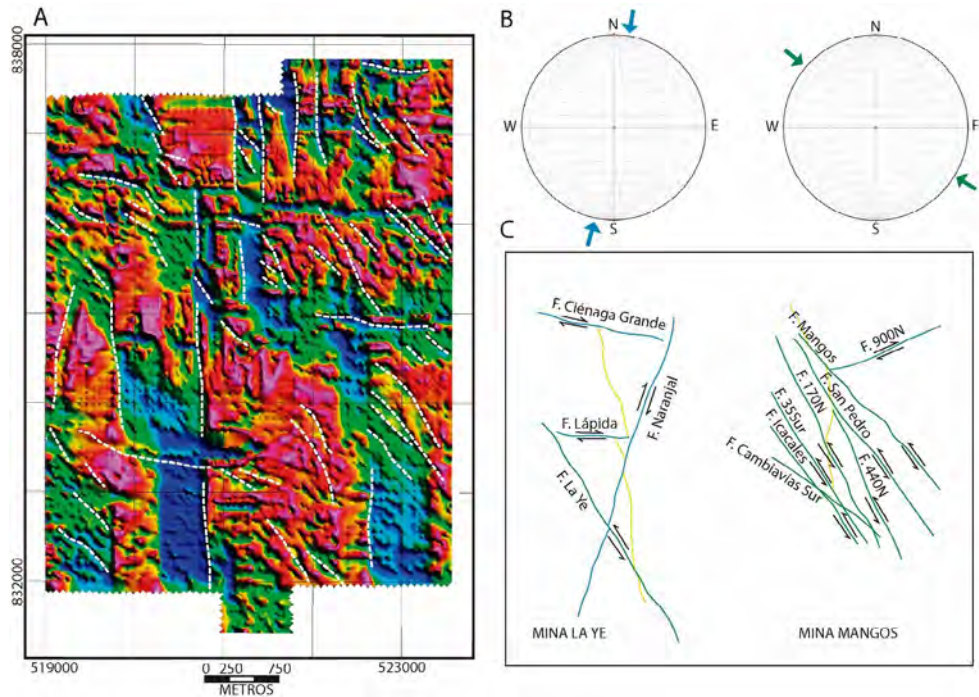 A
838000
832000
519000
523000
0 250 750
METROS
B
N
W
E
S
N
W
E
S
C
F. Ciénaga Grande
F. Naranjal
F. Lápida
F. La Ye
MINA LA YE
F. Mangos
F. 900N
F. San Pedro
F. 170N
F. 35Sur
F. Icacales
F. 440N
F. Cambiavias Sur
MINA MANGOS